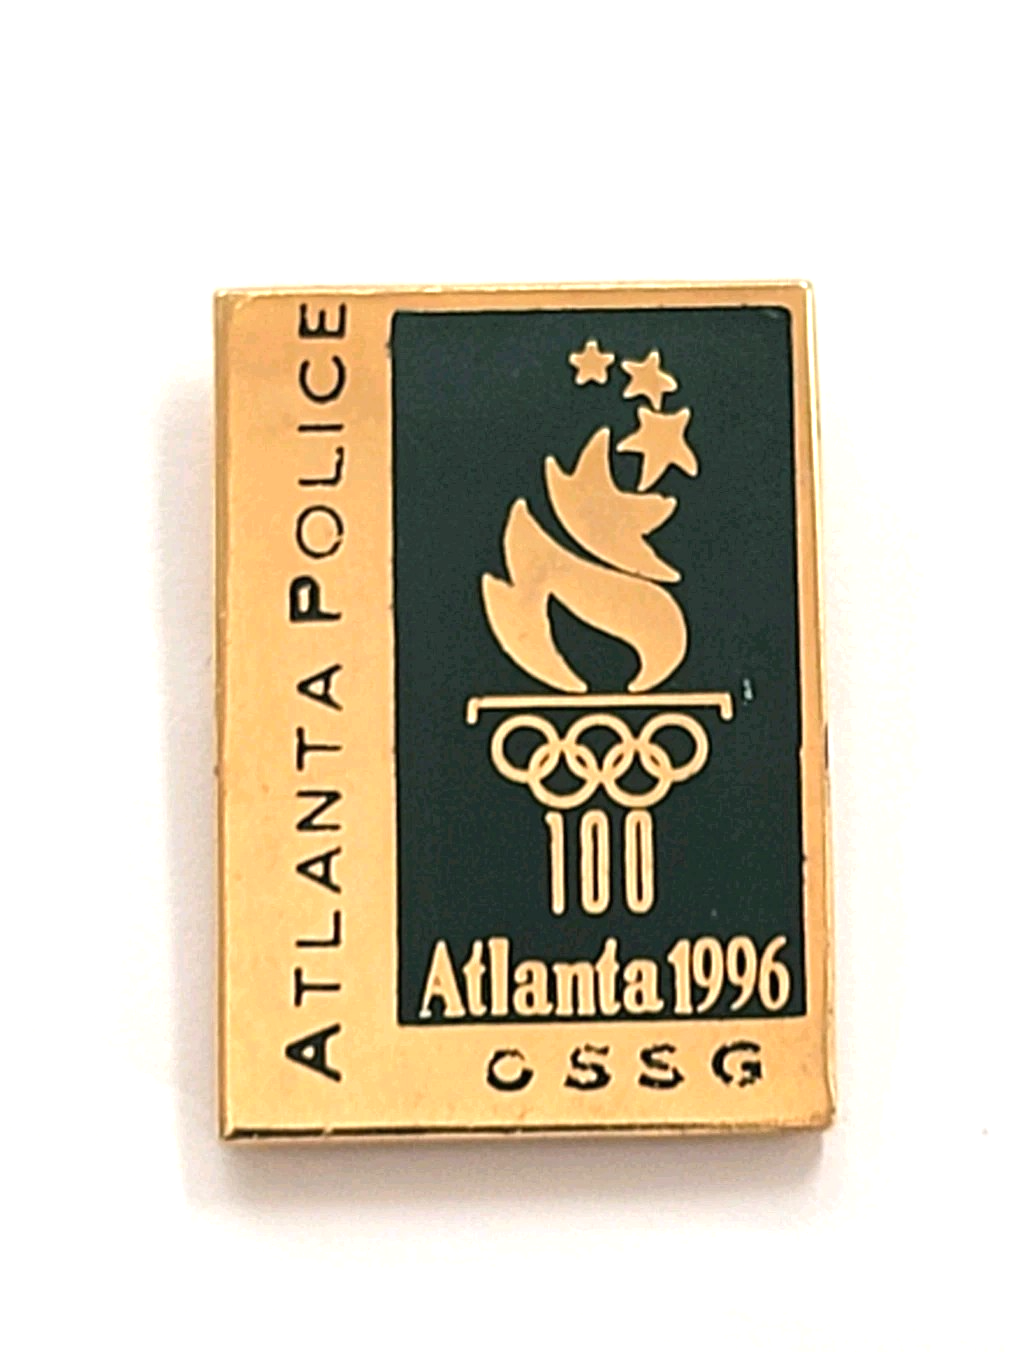 ATLANTA POLICE
100
Atlanta 1996
OSSG